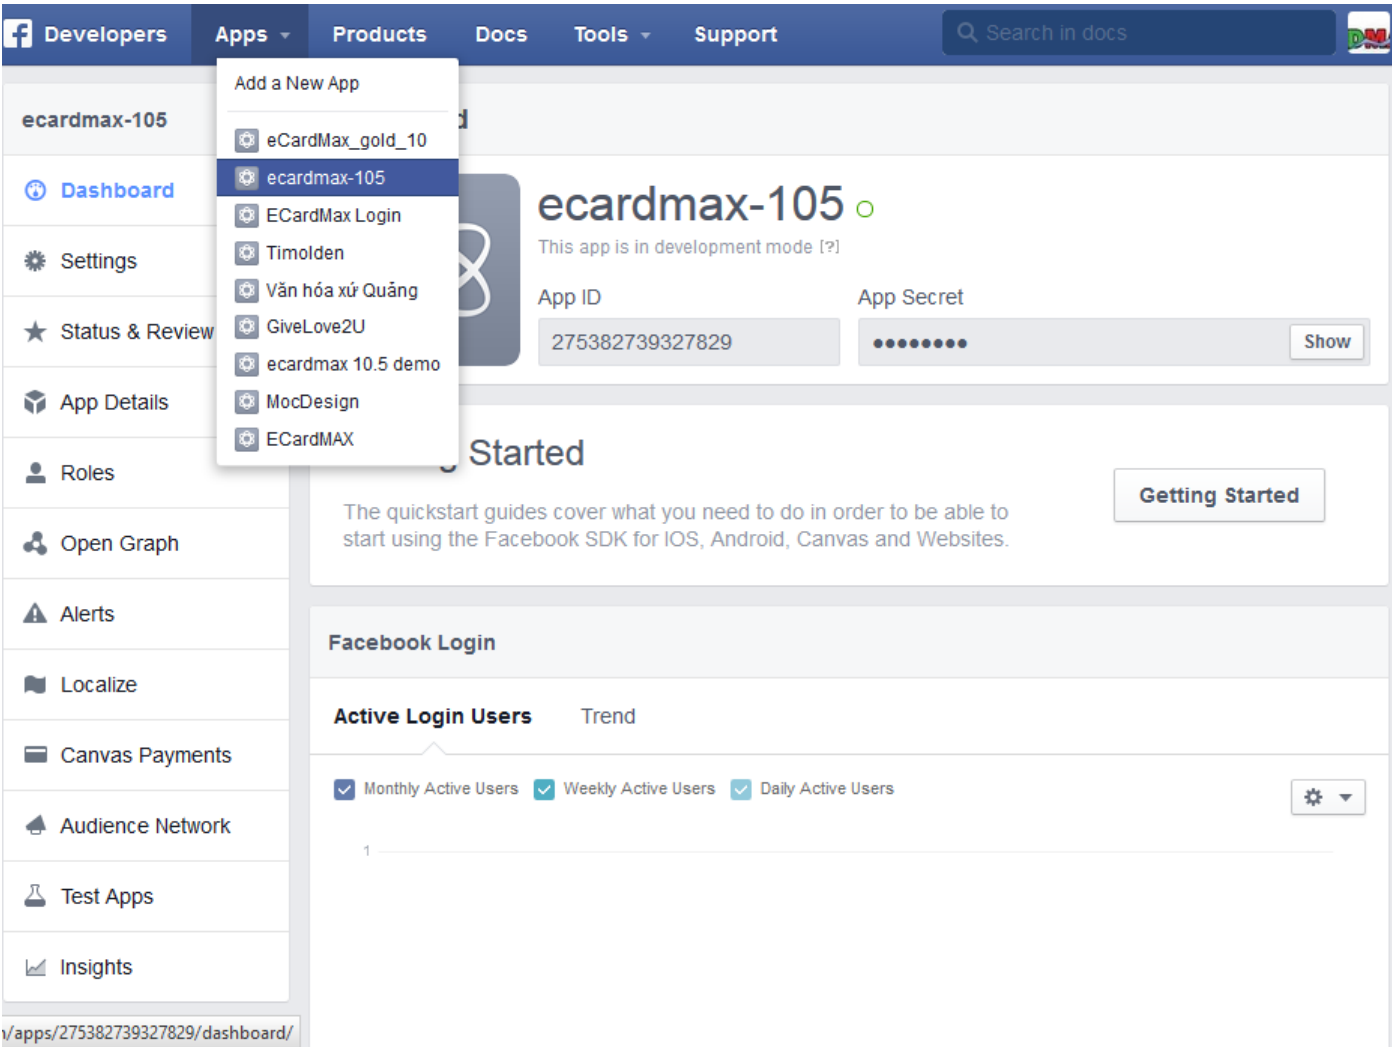 Developers Apps Products Docs Tools Support Search in docs
Add a New App
eCardMax_gold_10
ecardmax-105
ECardMax Login
Timolden
Văn hóa xứ Quảng
GiveLove2U
ecardmax 10.5 demo
MocDesign
ECardMAX
ecardmax-105
Dashboard
Settings
Status & Review
App Details
Roles
Open Graph
Alerts
Localize
Canvas Payments
Audience Network
Test Apps
Insights
ecardmax-105
This app is in development mode [?]
App ID App Secret
275382739327829 •••••••• Show
Started
The quickstart guides cover what you need to do in order to be able to
start using the Facebook SDK for IOS, Android, Canvas and Websites.
Getting Started
Facebook Login
Active Login Users Trend
Monthly Active Users Weekly Active Users Daily Active Users
1
/apps/275382739327829/dashboard/